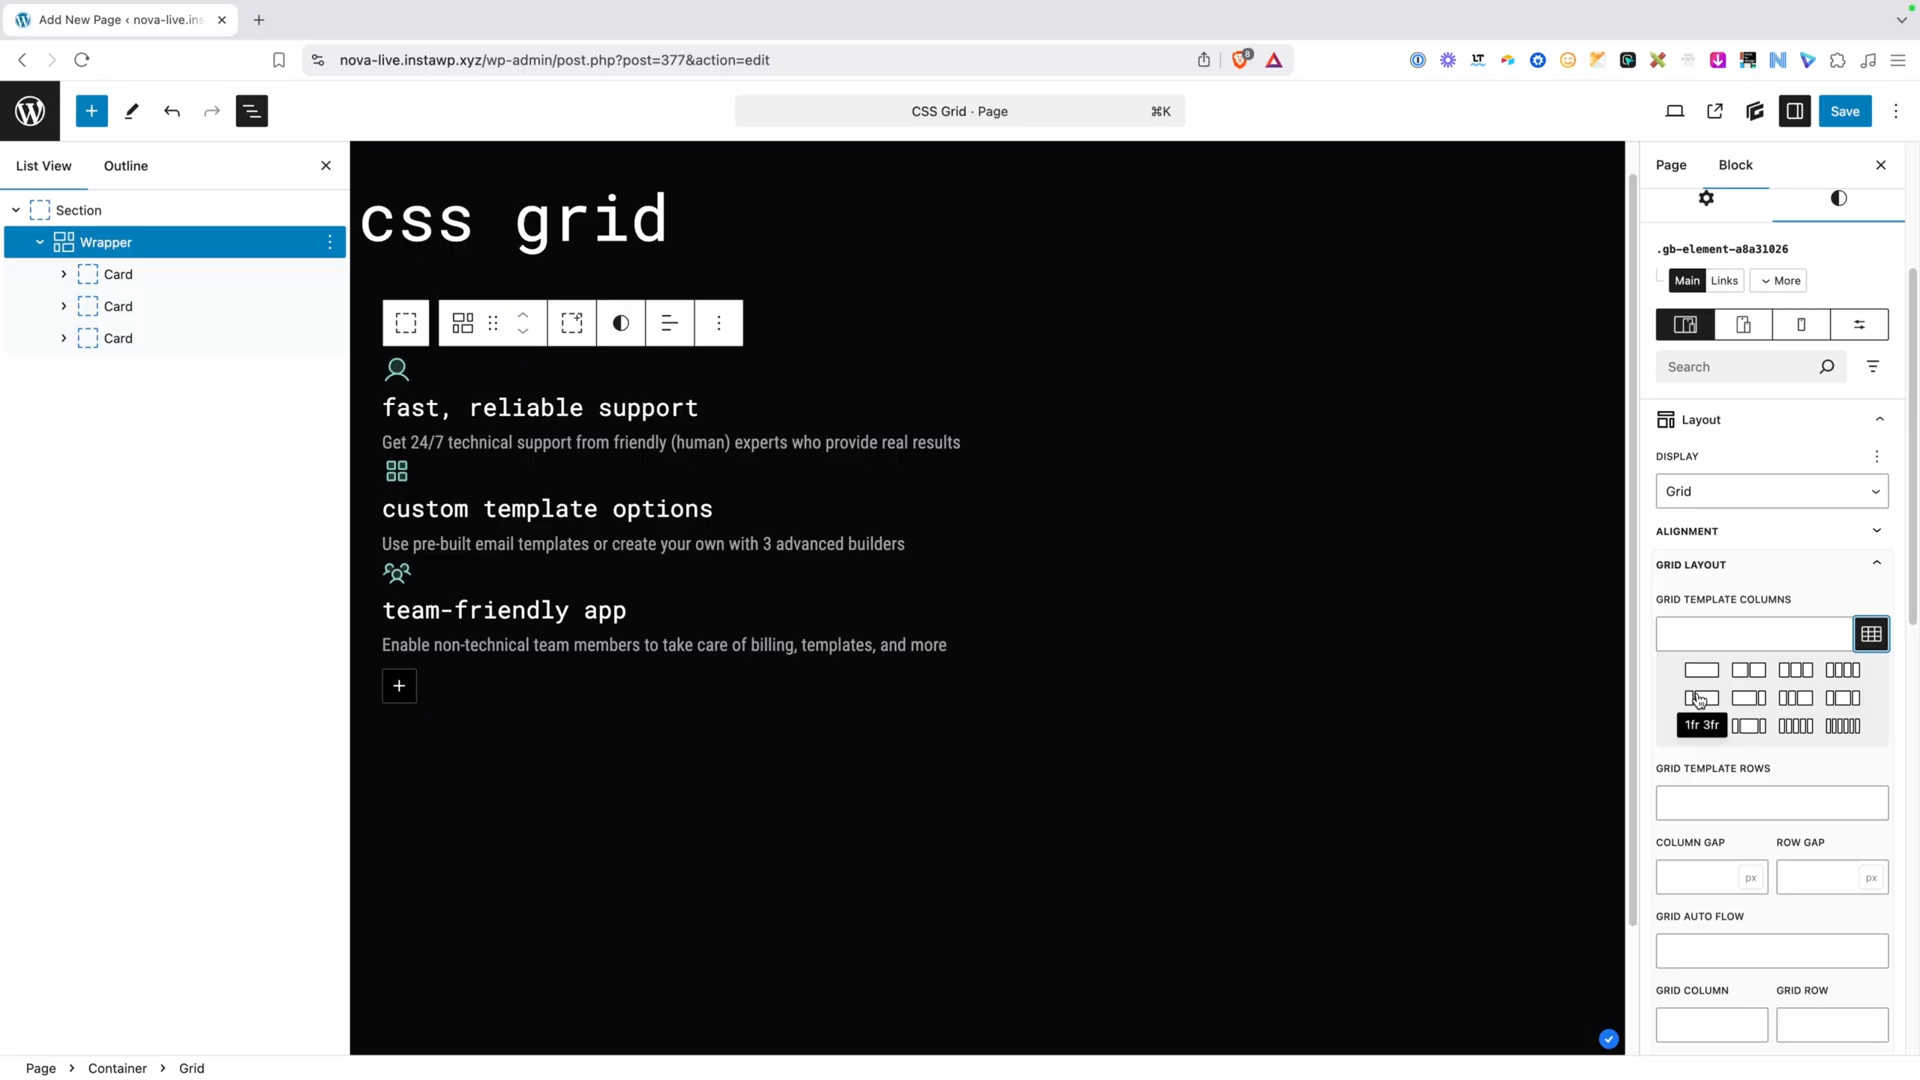 Add New Page ‹ nova-live.ins
nova-live.instawp.xyz/wp-admin/post.php?post=377&action=edit
8
LT
CSS Grid · Page
⌘K
Save
List View
Outline
Section
Wrapper
Card
Card
Card
css grid
fast, reliable support
Get 24/7 technical support from friendly (human) experts who provide real results
custom template options
Use pre-built email templates or create your own with 3 advanced builders
team-friendly app
Enable non-technical team members to take care of billing, templates, and more
Page
Block
.gb-element-a8a31026
Main
Links
More
Search
Layout
DISPLAY
Grid
ALIGNMENT
GRID LAYOUT
GRID TEMPLATE COLUMNS
1fr 3fr
GRID TEMPLATE ROWS
COLUMN GAP
ROW GAP
px
px
GRID AUTO FLOW
GRID COLUMN
GRID ROW
Page > Container > Grid